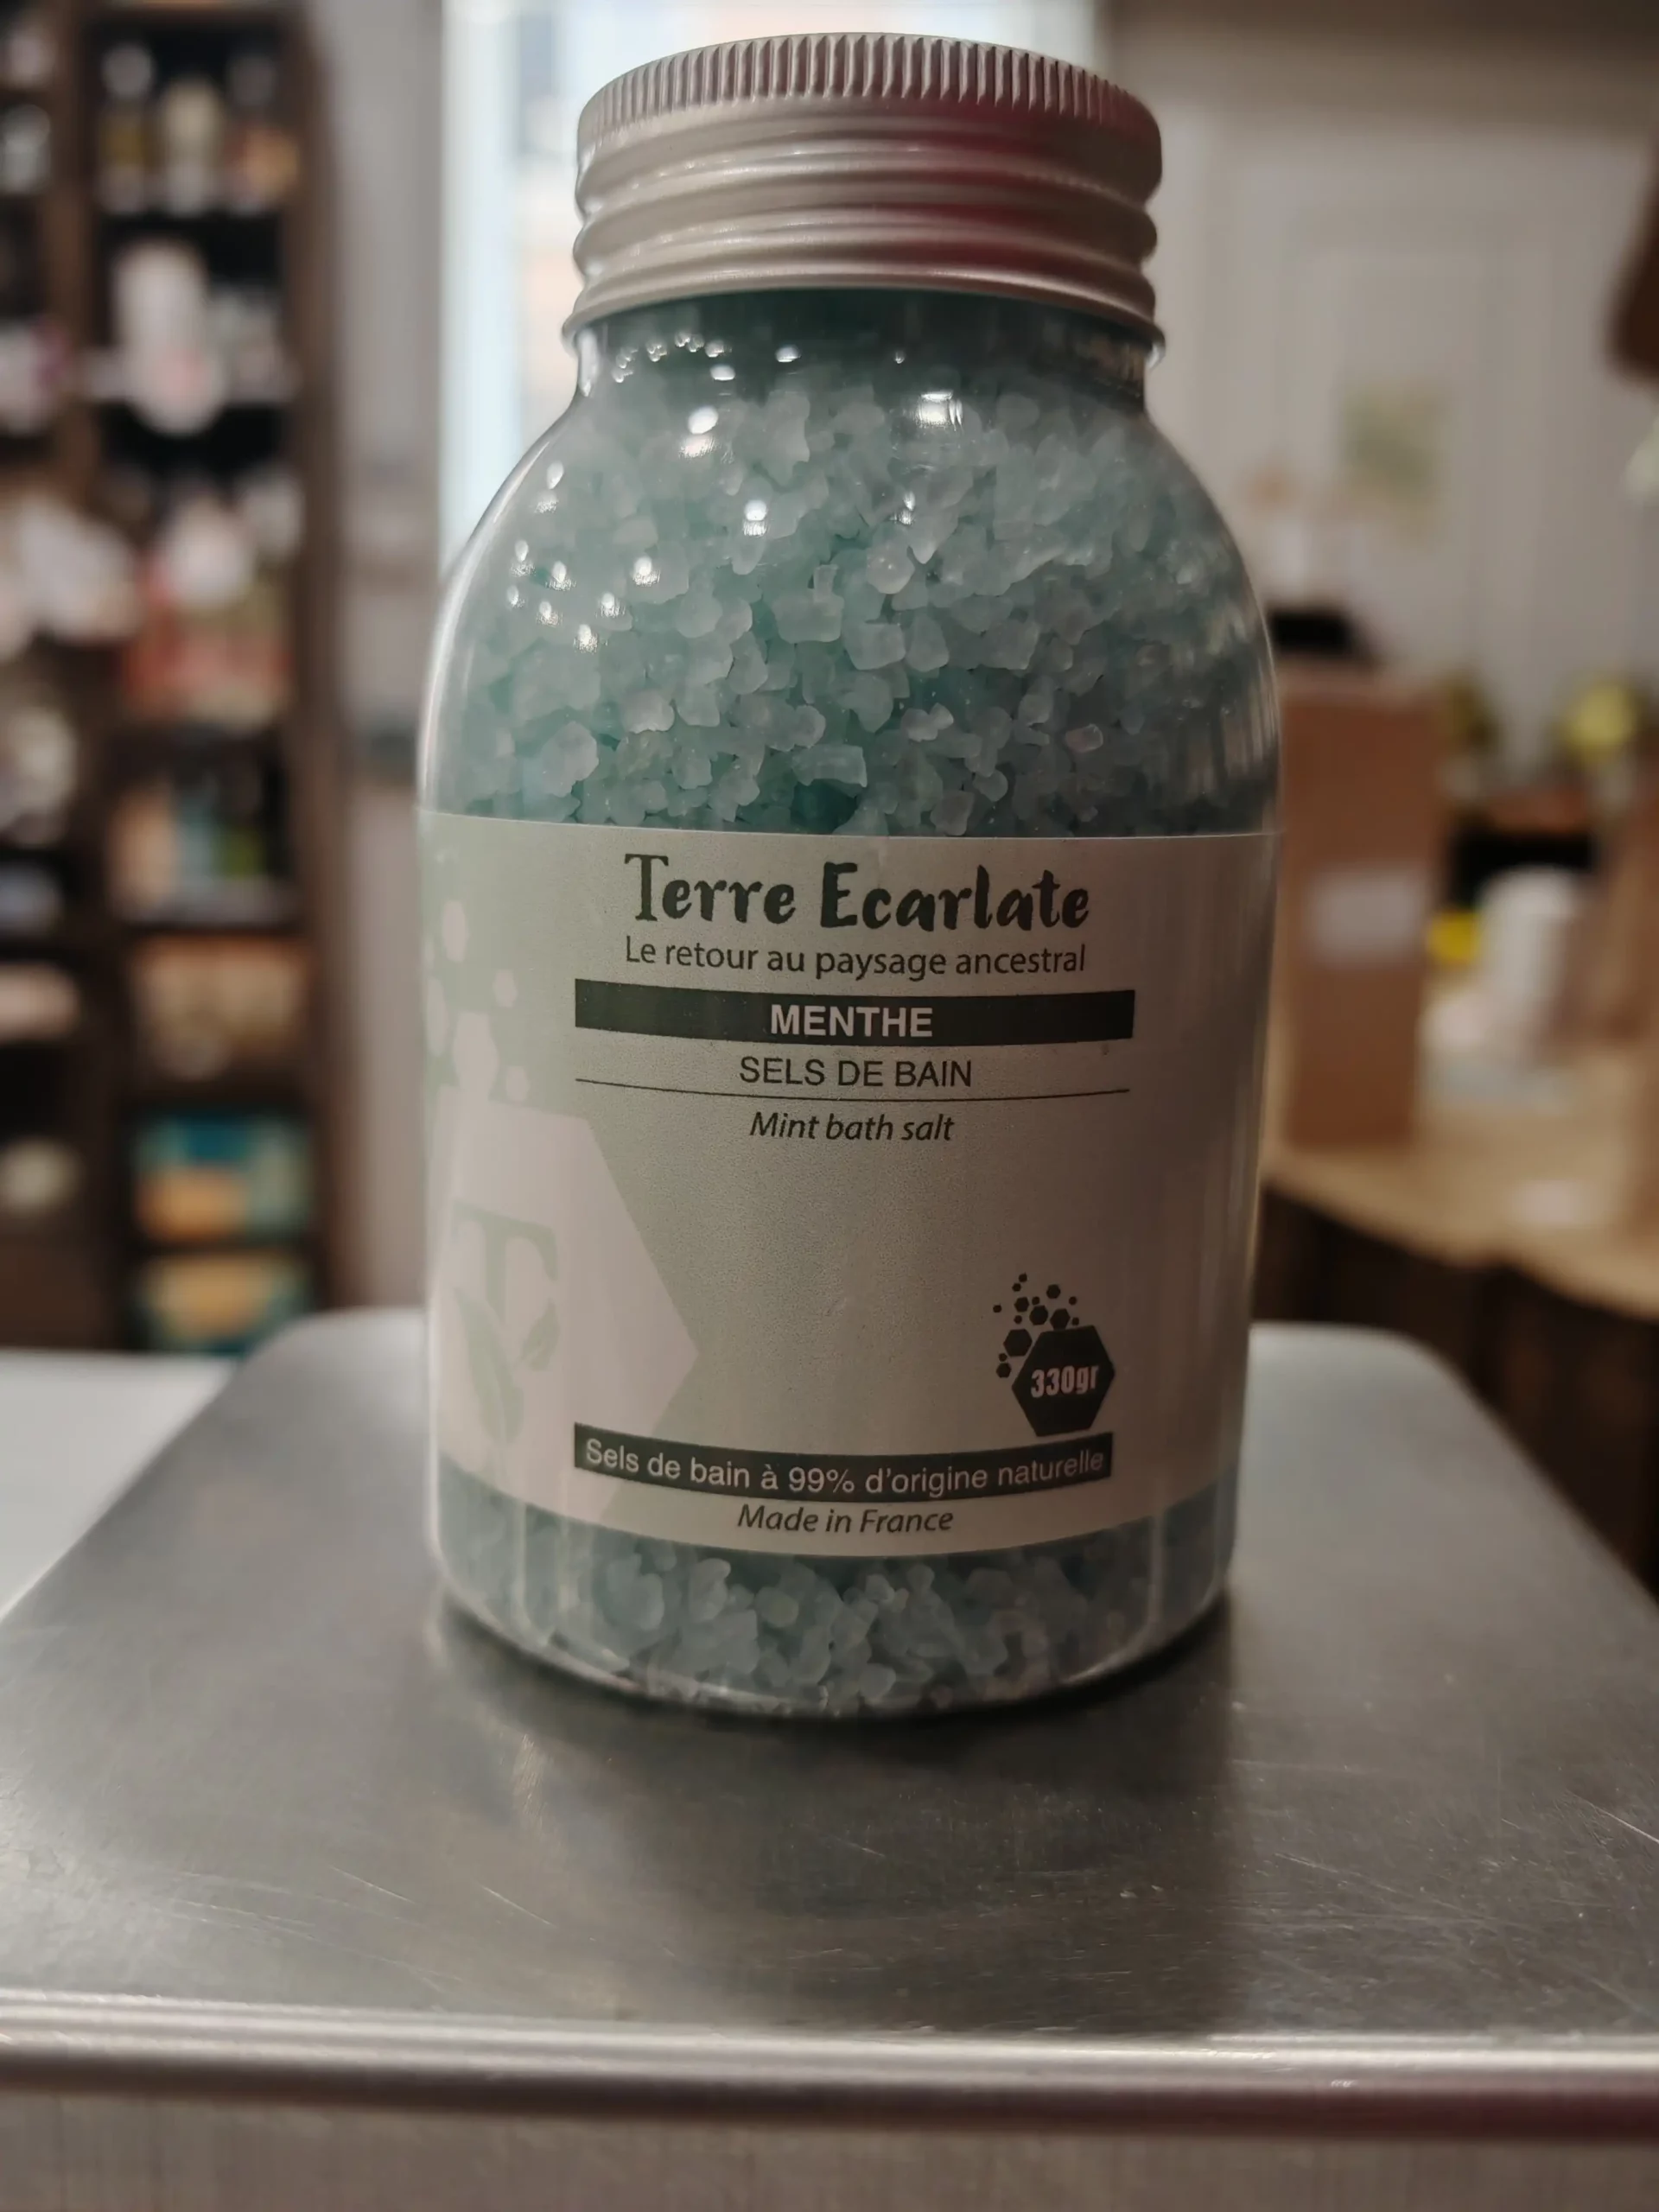 Terre Ecarlate
Le retour au paysage ancestral
MENTHE
SELS DE BAIN
Mint bath salt
TE
330gr
Sels de bain à 99% d'origine naturelle
Made in France